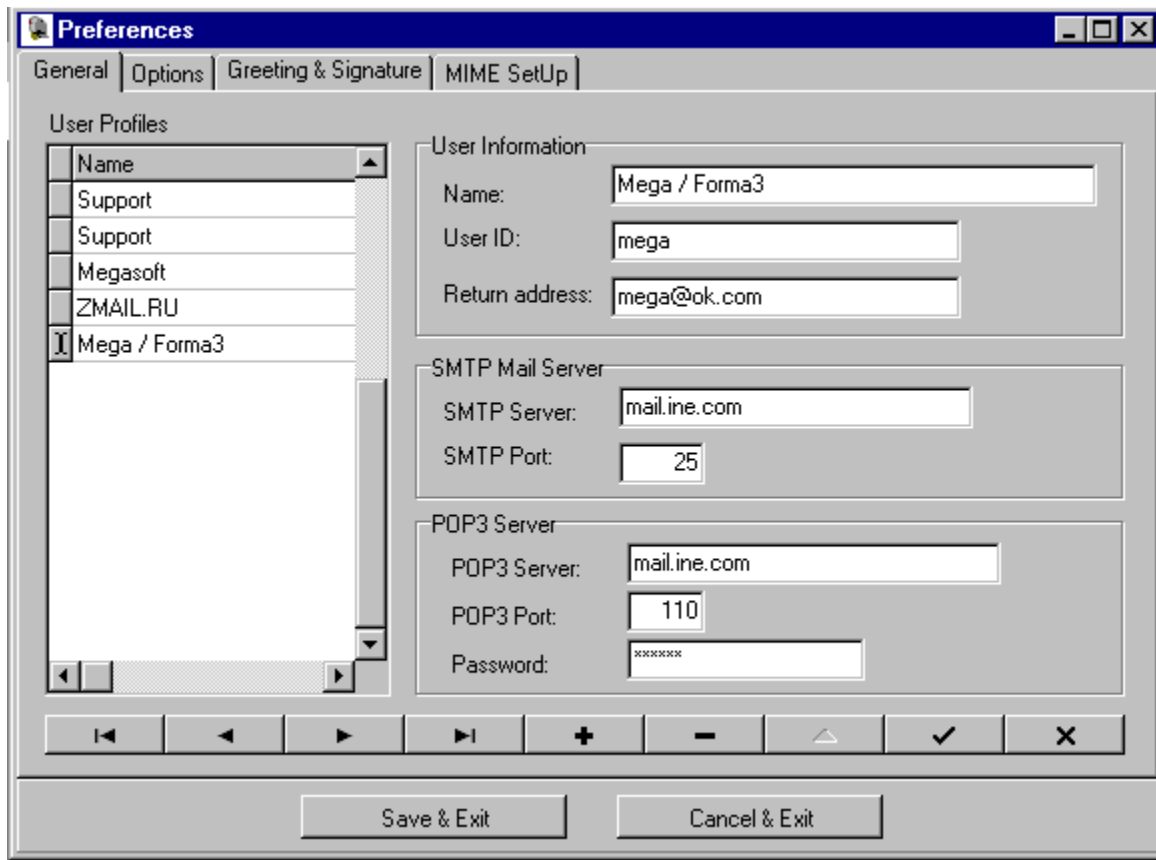 Preferences
General Options Greeting & Signature MIME SetUp
User Profiles
Name
Support
Support
Megasoft
ZMAIL.RU
Mega / Forma3
User Information
Name: Mega / Forma3
User ID: mega
Return address: mega@ok.com
SMTP Mail Server
SMTP Server: mail.ine.com
SMTP Port: 25
POP3 Server
POP3 Server: mail.ine.com
POP3 Port: 110
Password: ******
Save & Exit Cancel & Exit